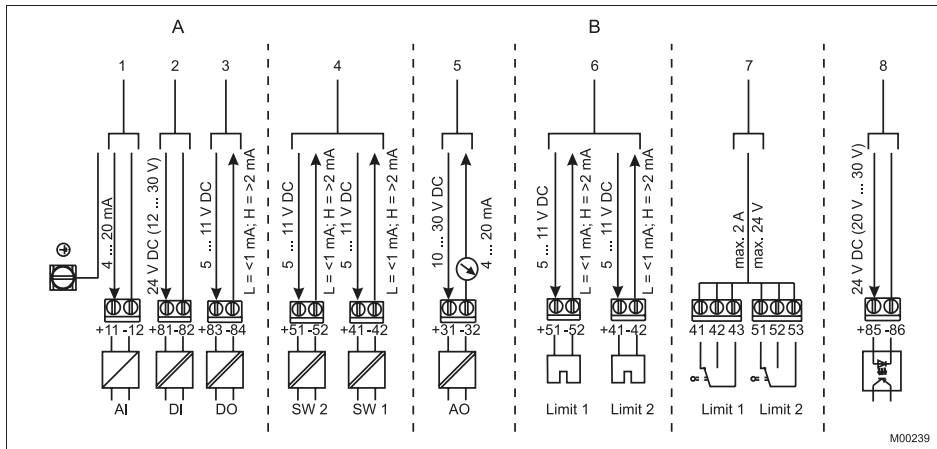 A B
1 2 3 4 5 6 7 8
4 ... 20 mA
24 V DC (12 ... 30 V)
5 ... 11 V DC
L = <1 mA; H = >2 mA
5 ... 11 V DC
L = <1 mA; H = >2 mA
5 ... 11 V DC
L = <1 mA; H = >2 mA
10 ... 30 V DC
4 ... 20 mA
5 ... 11 V DC
L = <1 mA; H = >2 mA
5 ... 11 V DC
L = <1 mA; H = >2 mA
max. 2 A
max. 24 V
24 V DC (20 V ... 30 V)
+11 -12 +81 -82 +83 -84 +51 -52 +41 -42 +31 -32 +51 -52 +41 -42 41 42 43 51 52 53 +85 -86
AI DI DO SW 2 SW 1 AO Limit 1 Limit 2 Limit 1 Limit 2
M00239